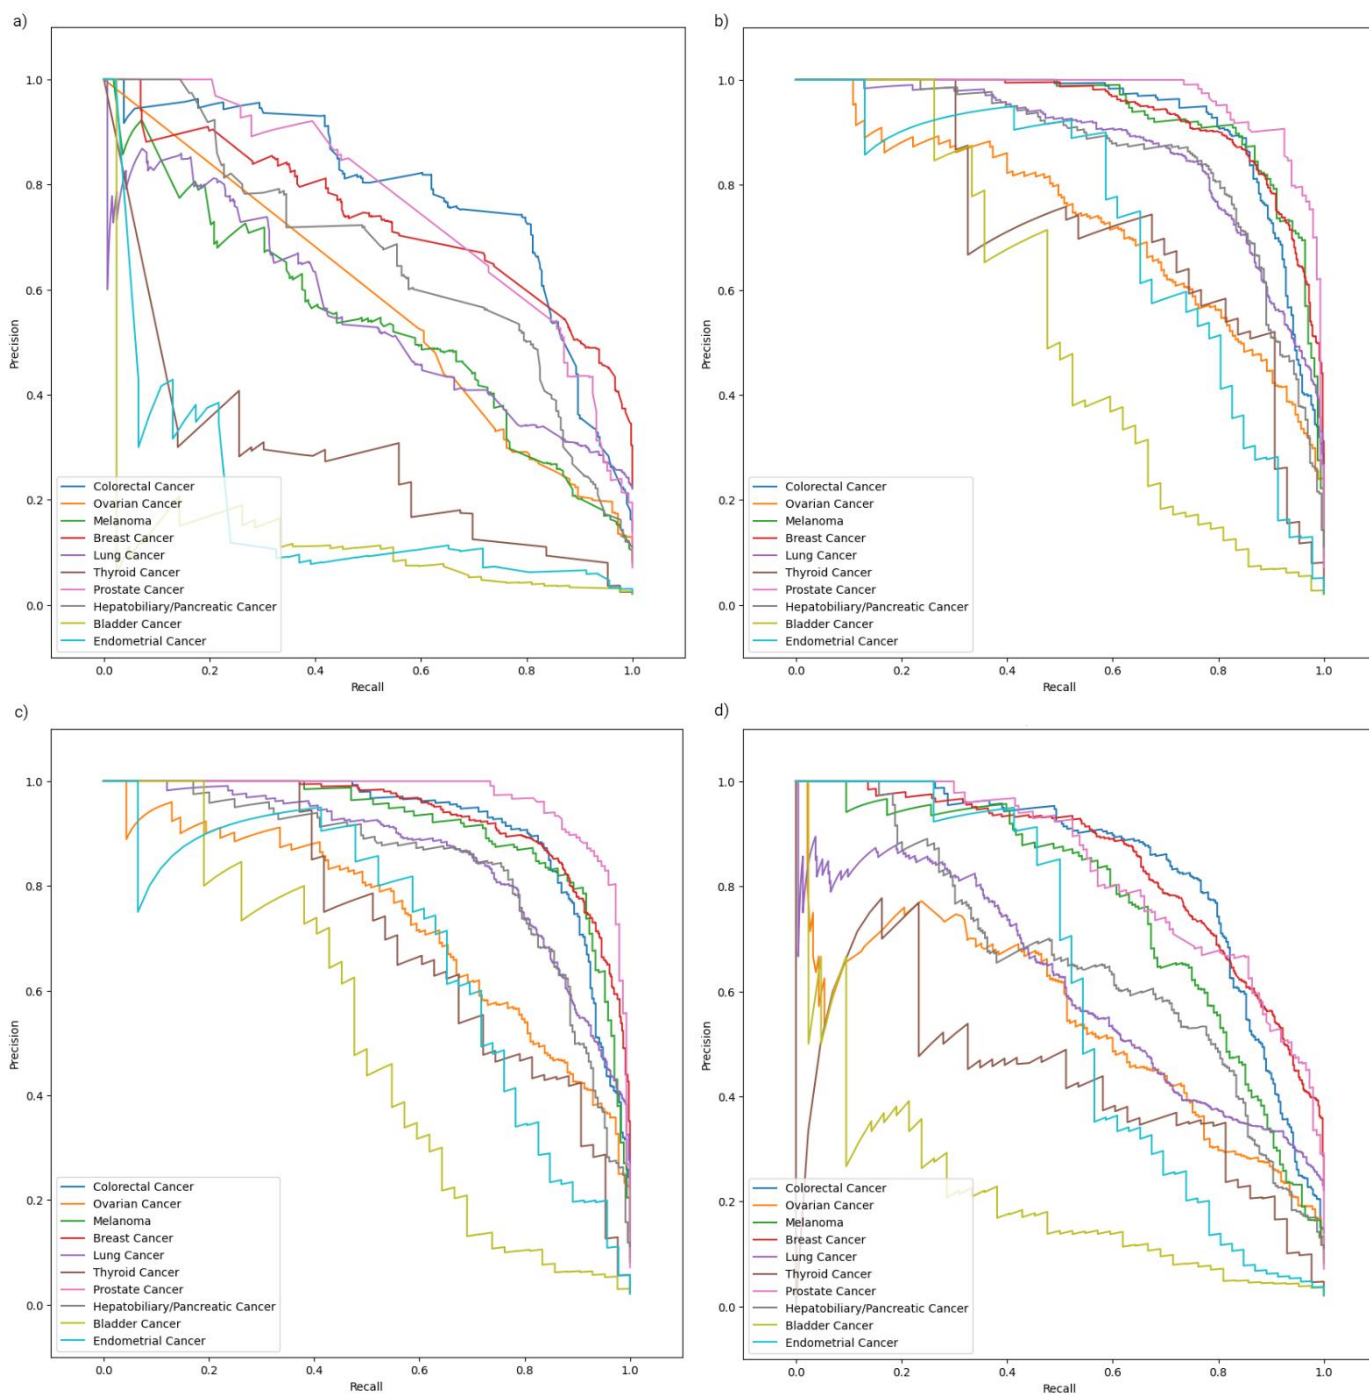 a)
1.0
0.8
0.6
0.4
0.2
0.0
Precision
Colorectal Cancer
Ovarian Cancer
Melanoma
Breast Cancer
Lung Cancer
Thyroid Cancer
Prostate Cancer
Hepatobiliary/Pancreatic Cancer
Bladder Cancer
Endometrial Cancer
0.0 0.2 0.4 0.6 0.8 1.0
Recall
b)
1.0
0.8
0.6
0.4
0.2
0.0
Precision
Colorectal Cancer
Ovarian Cancer
Melanoma
Breast Cancer
Lung Cancer
Thyroid Cancer
Prostate Cancer
Hepatobiliary/Pancreatic Cancer
Bladder Cancer
Endometrial Cancer
0.0 0.2 0.4 0.6 0.8 1.0
Recall
c)
1.0
0.8
0.6
0.4
0.2
0.0
Precision
Colorectal Cancer
Ovarian Cancer
Melanoma
Breast Cancer
Lung Cancer
Thyroid Cancer
Prostate Cancer
Hepatobiliary/Pancreatic Cancer
Bladder Cancer
Endometrial Cancer
0.0 0.2 0.4 0.6 0.8 1.0
Recall
d)
1.0
0.8
0.6
0.4
0.2
0.0
Precision
Colorectal Cancer
Ovarian Cancer
Melanoma
Breast Cancer
Lung Cancer
Thyroid Cancer
Prostate Cancer
Hepatobiliary/Pancreatic Cancer
Bladder Cancer
Endometrial Cancer
0.0 0.2 0.4 0.6 0.8 1.0
Recall